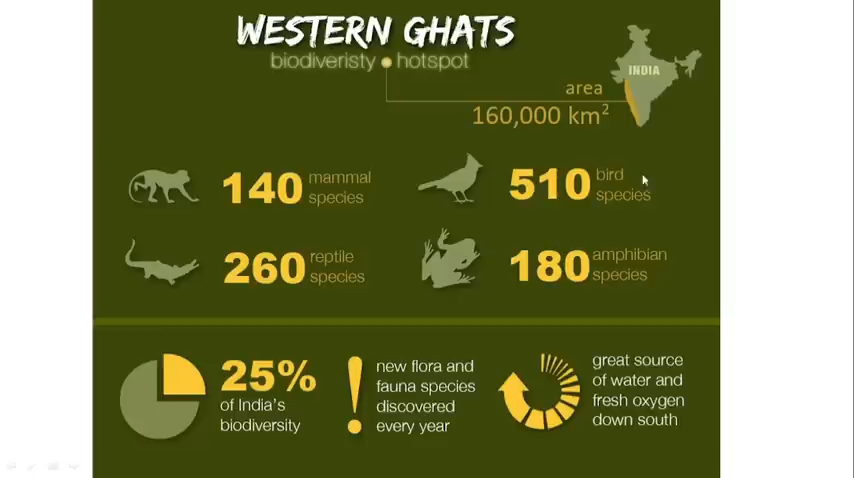 WESTERN GHATS
biodiveristy hotspot
INDIA
area
160,000 km²
140 mammal
species
510 bird
species
260 reptile
species
180 amphibian
species
25%
of India's
biodiversity
new flora and
fauna species
discovered
every year
great source
of water and
fresh oxygen
down south